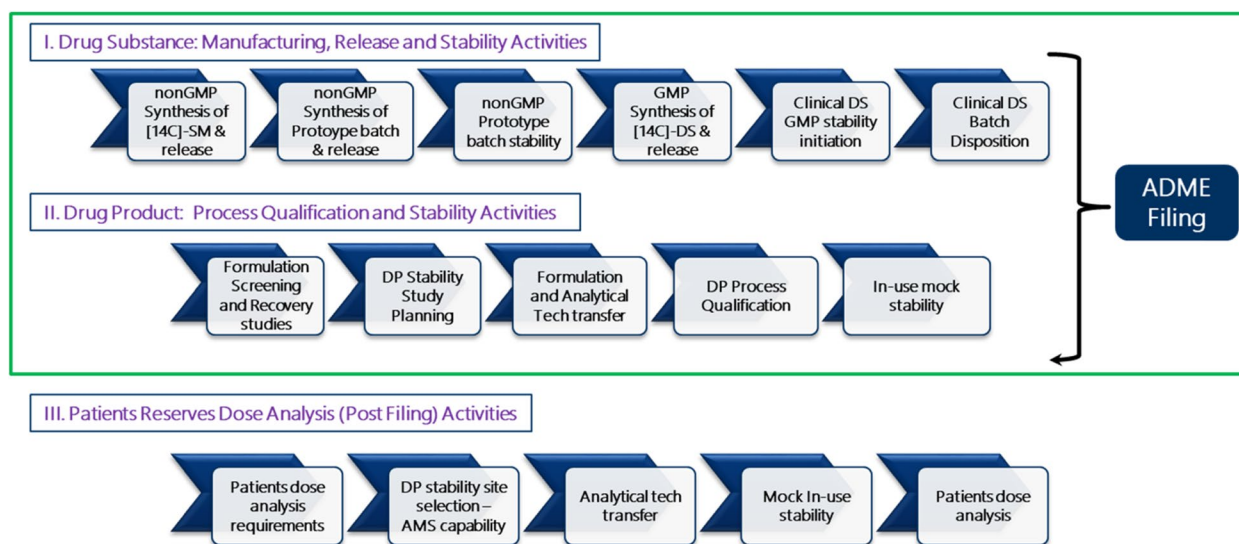 I. Drug Substance: Manufacturing, Release and Stability Activities
nonGMP
Synthesis of
[14C]-SM &
release
nonGMP
Synthesis of
Protoype batch
& release
nonGMP
Prototype
batch stability
GMP
Synthesis of
[14C]-DS &
release
Clinical DS
GMP stability
initiation
Clinical DS
Batch
Disposition
ADME
Filing
II. Drug Product: Process Qualification and Stability Activities
Formulation
Screening
and Recovery
studies
DP Stability
Study
Planning
Formulation
and Analytical
Tech transfer
DP Process
Qualification
In-use mock
stability
III. Patients Reserves Dose Analysis (Post Filing) Activities
Patients dose
analysis
requirements
DP stability site
selection –
AMS capability
Analytical tech
transfer
Mock In-use
stability
Patients dose
analysis